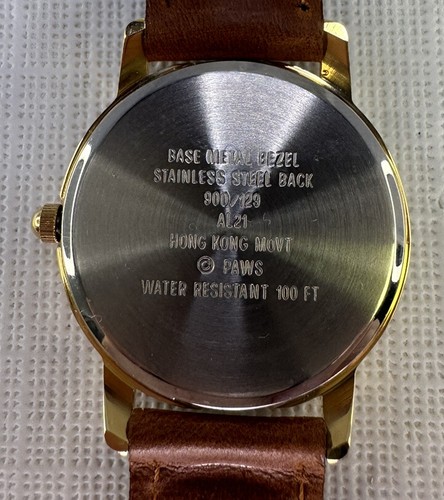 BASE METAL BEZEL
STAINLESS STEEL BACK
900/129
AL21
HONG KONG MOVT
© PAWS
WATER RESISTANT 100 FT